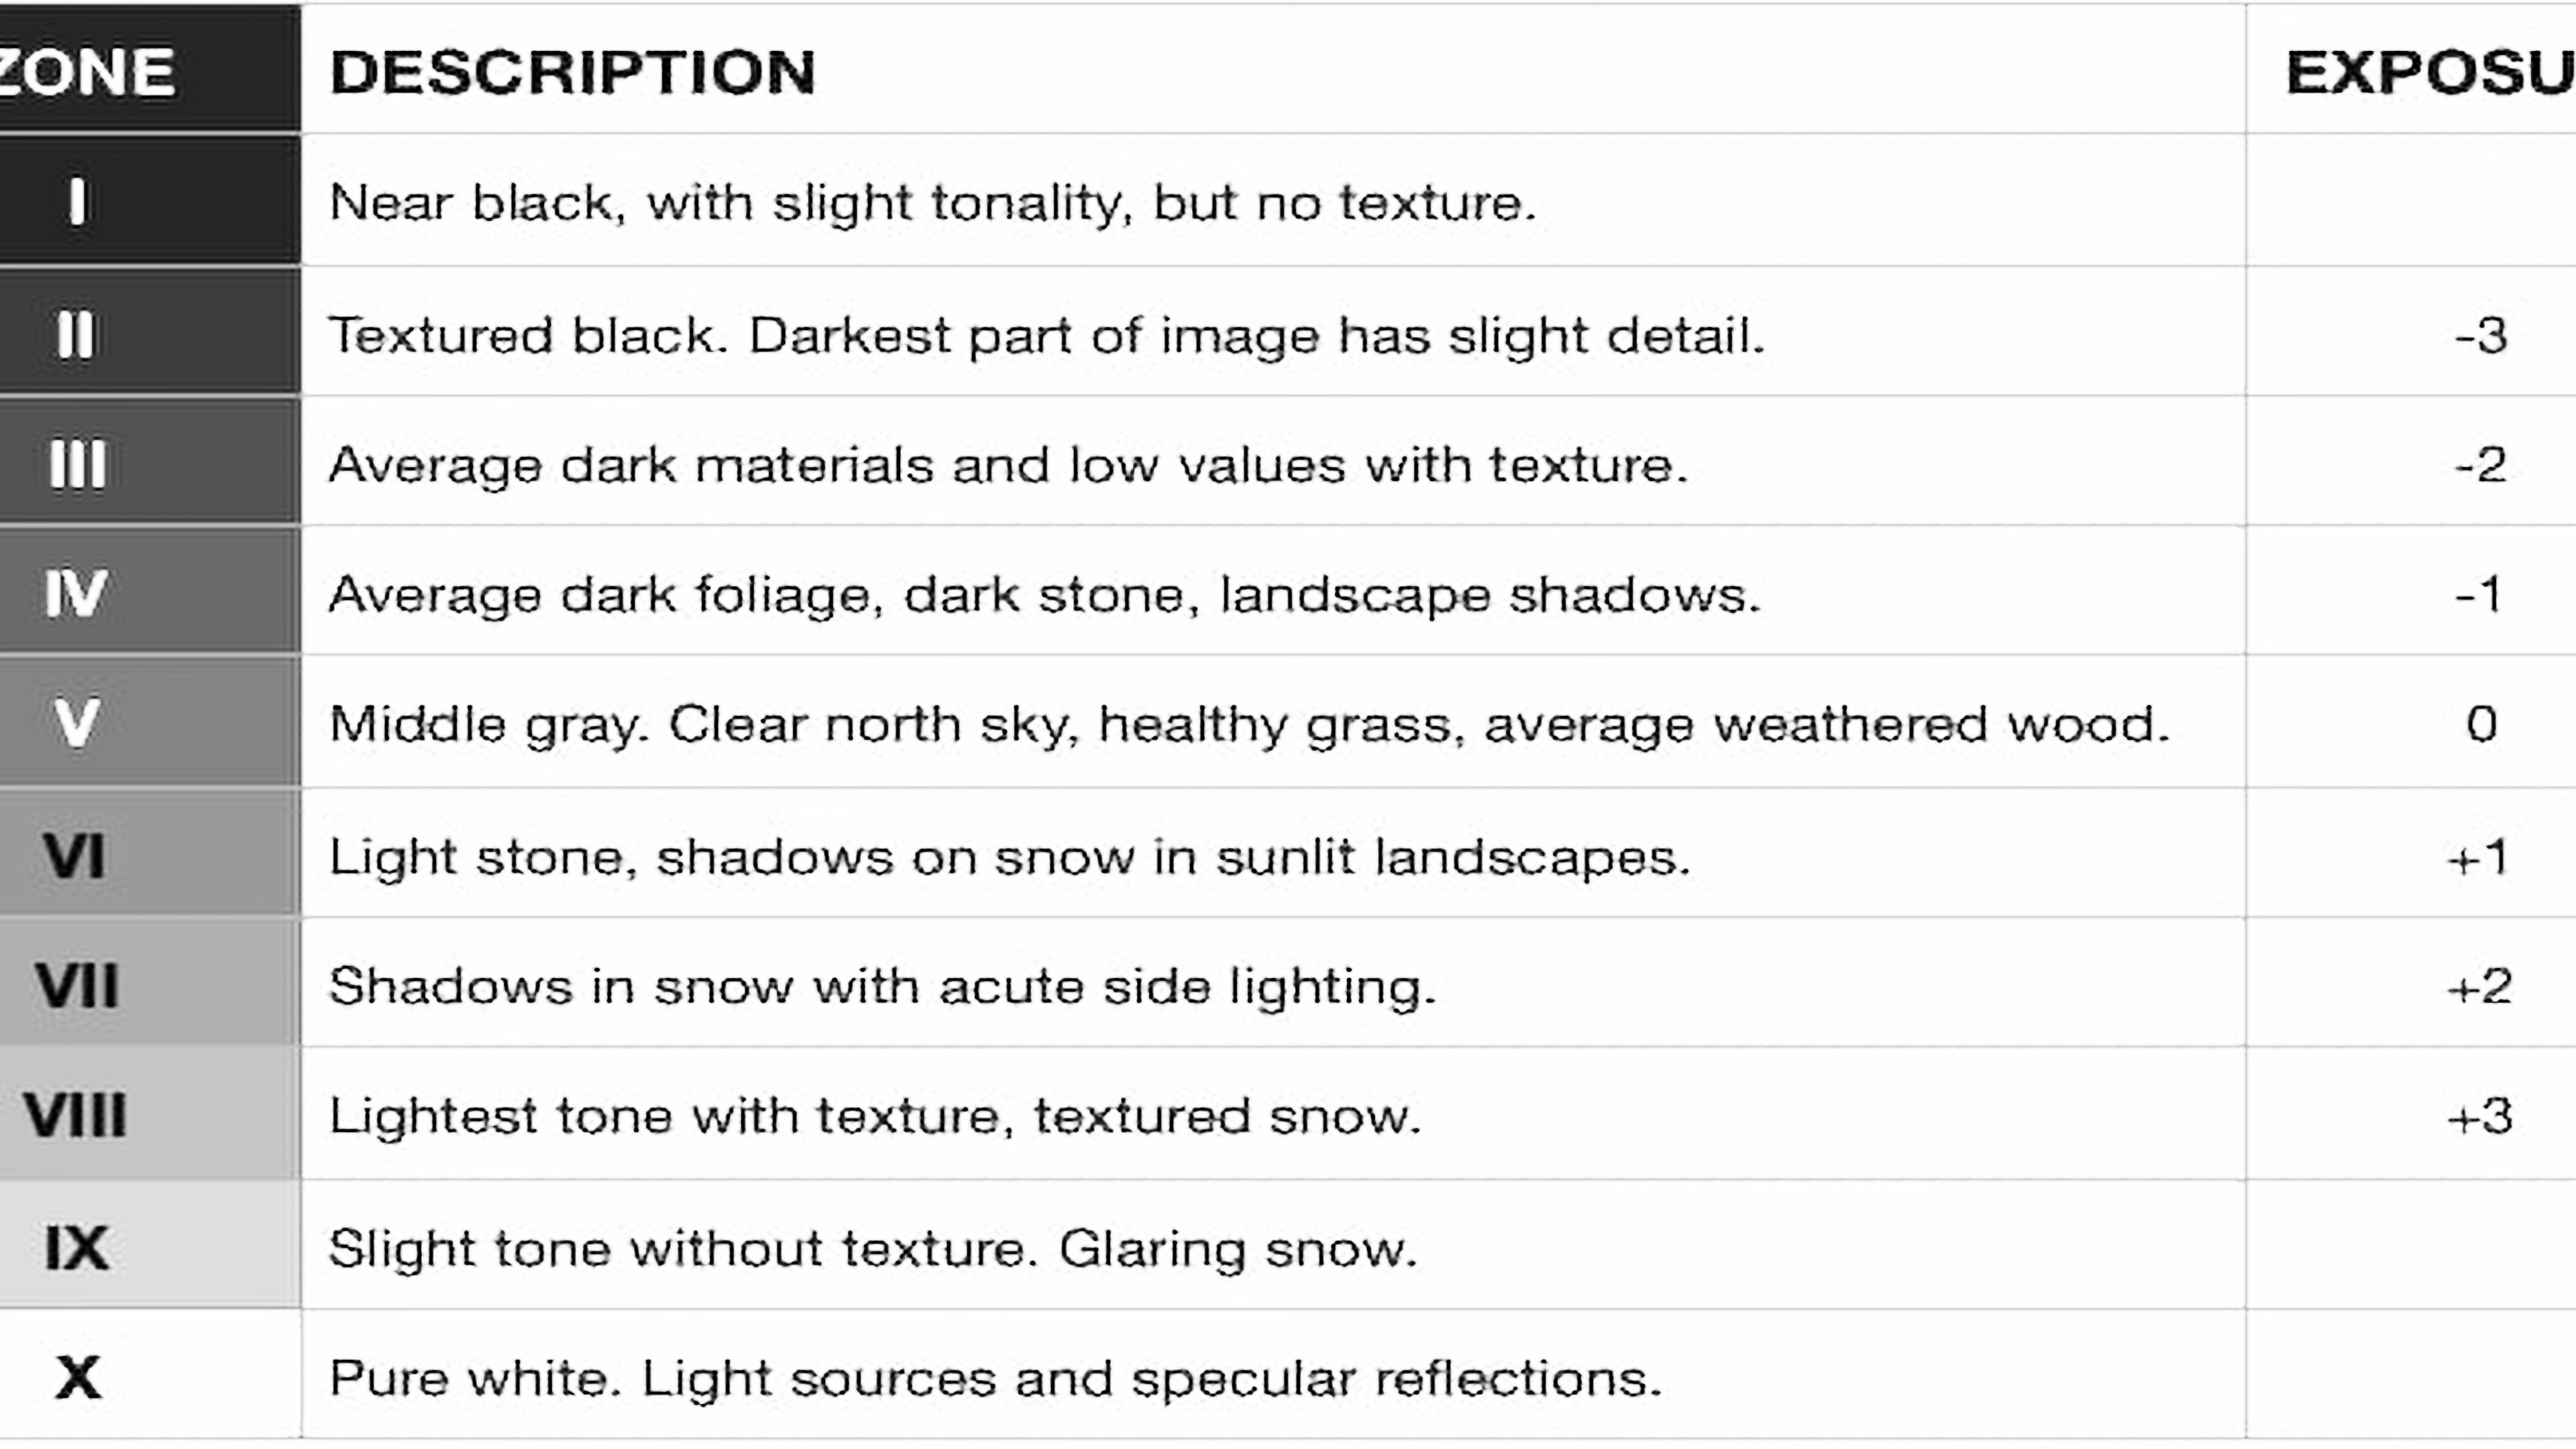 ZONE DESCRIPTION EXPOSU
I Near black, with slight tonality, but no texture.
II Textured black. Darkest part of image has slight detail. -3
III Average dark materials and low values with texture. -2
IV Average dark foliage, dark stone, landscape shadows. -1
V Middle gray. Clear north sky, healthy grass, average weathered wood. 0
VI Light stone, shadows on snow in sunlit landscapes. +1
VII Shadows in snow with acute side lighting. +2
VIII Lightest tone with texture, textured snow. +3
IX Slight tone without texture. Glaring snow.
X Pure white. Light sources and specular reflections.